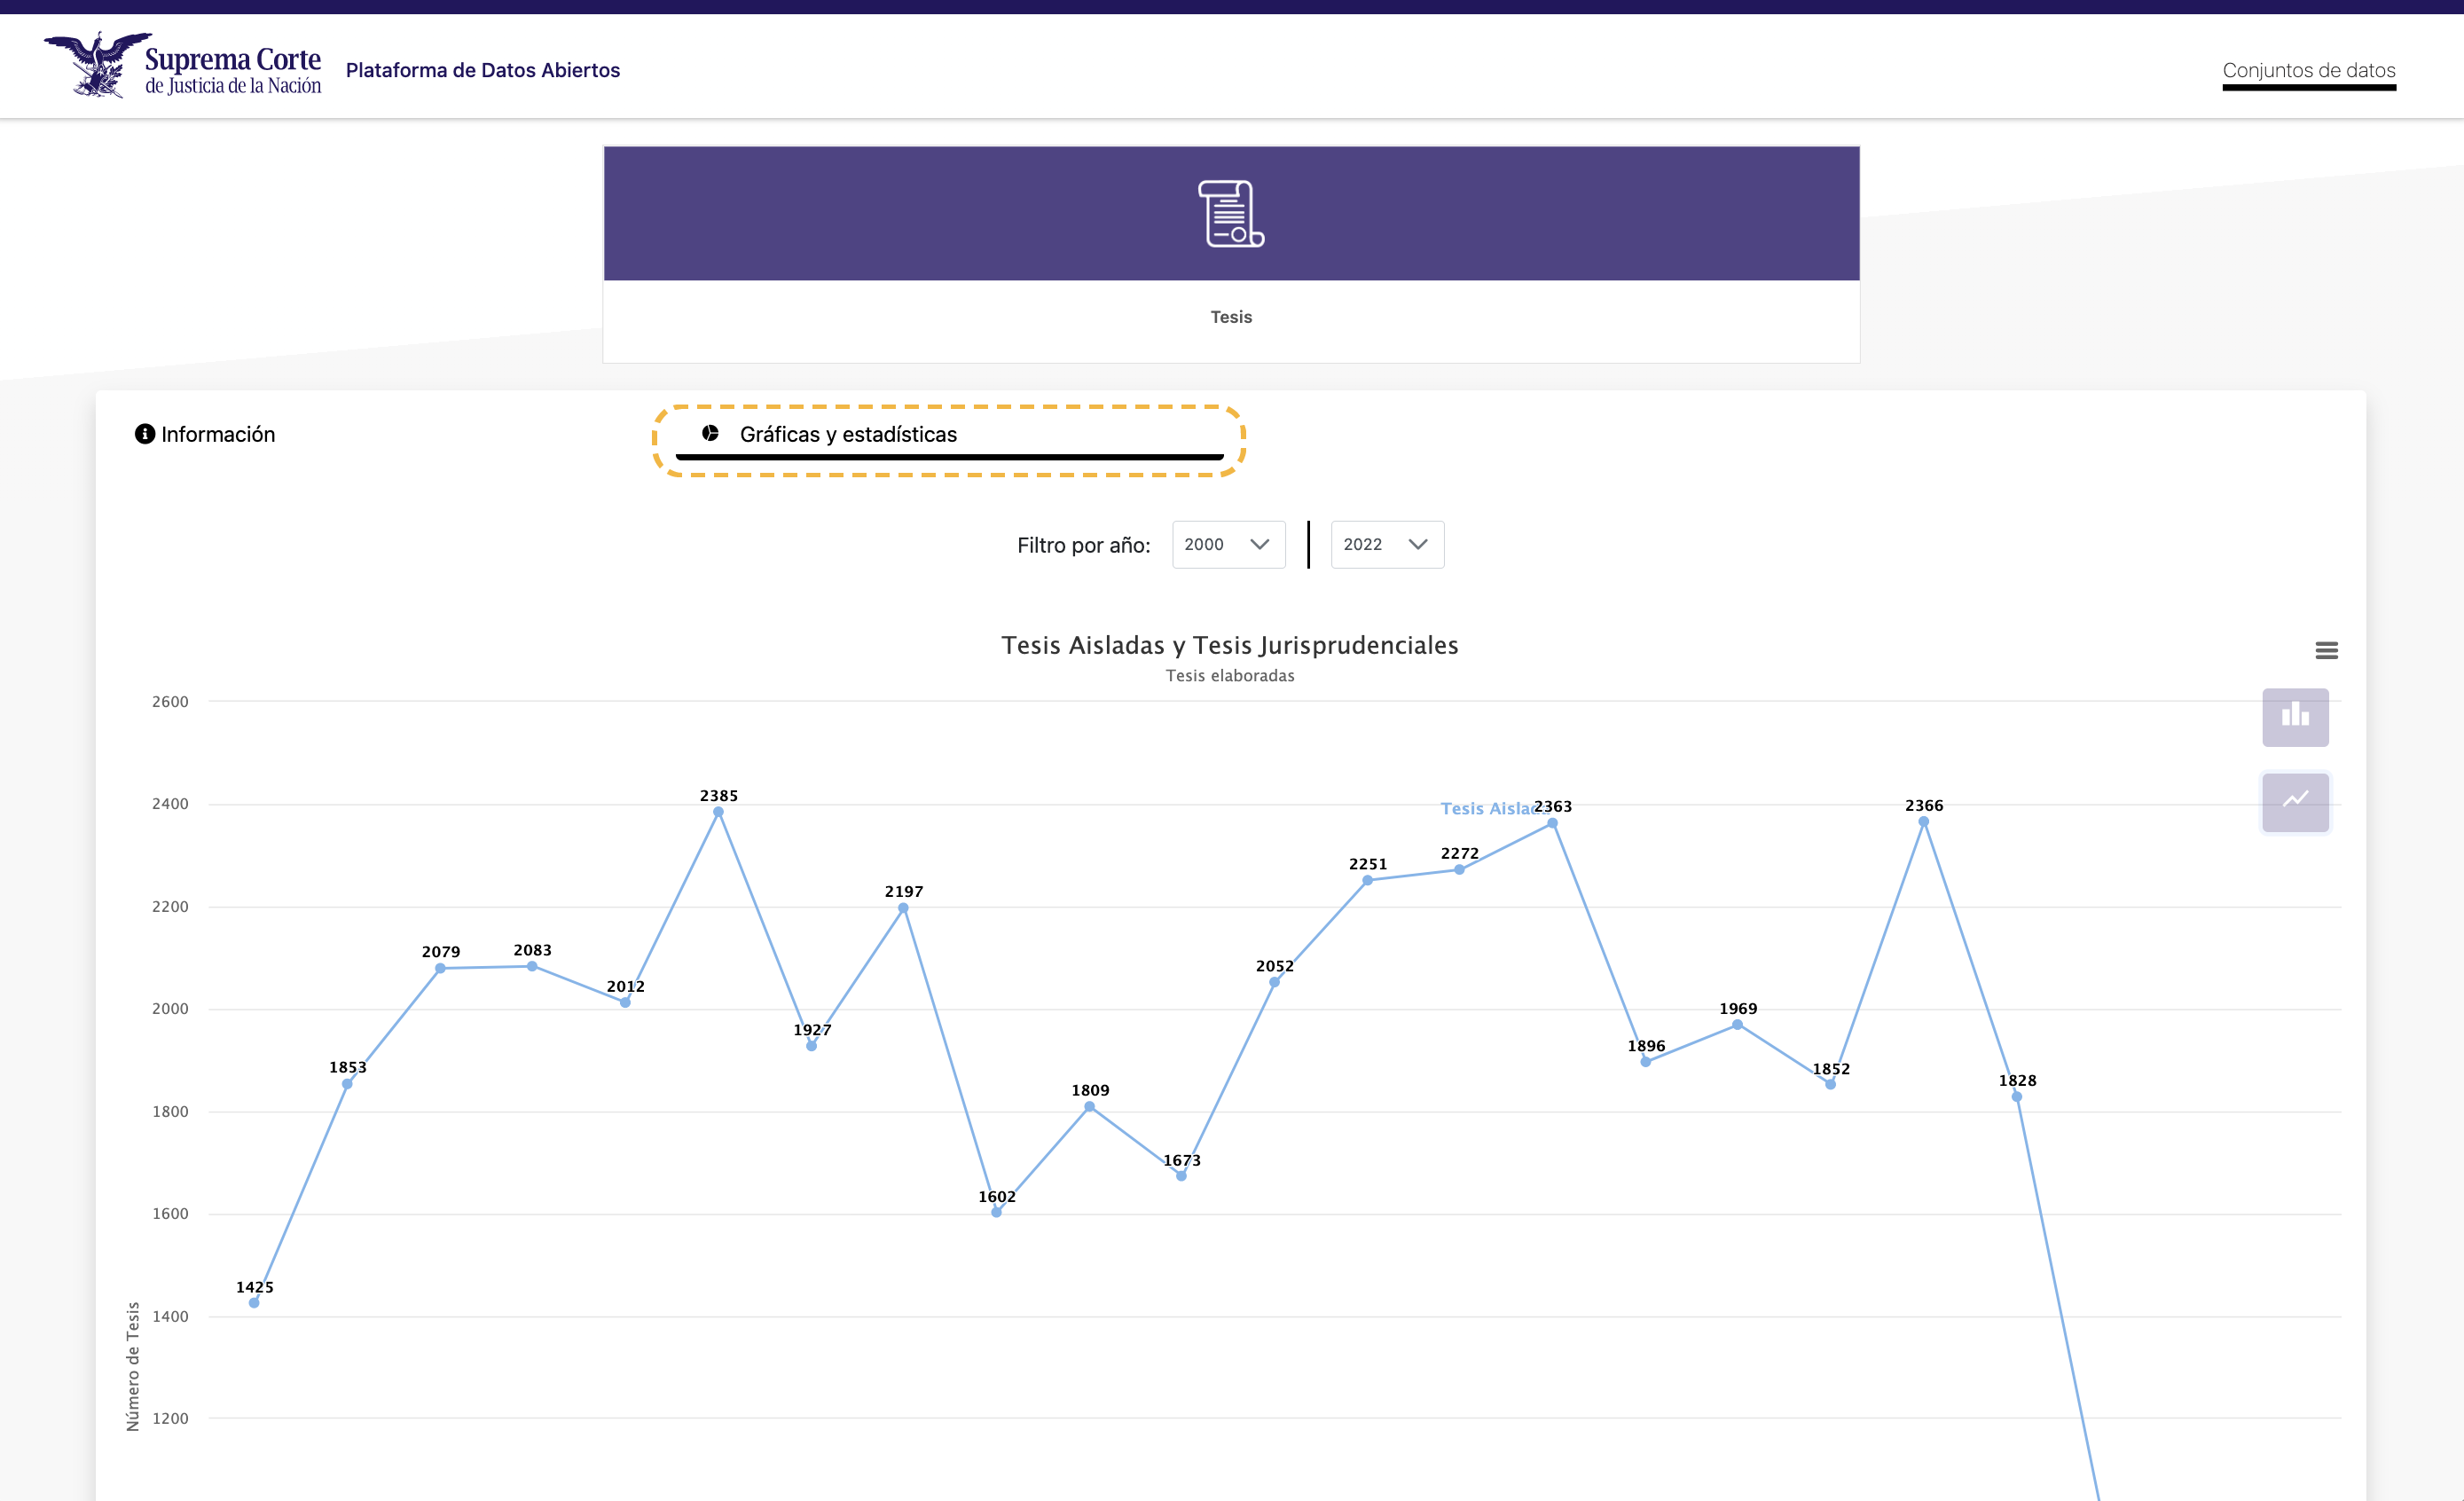 Suprema Corte
de Justicia de la Nación
Plataforma de Datos Abiertos
Conjuntos de datos
Tesis
Información
Gráficas y estadísticas
Filtro por año:
2000
2022
Tesis Aisladas y Tesis Jurisprudenciales
Tesis elaboradas
2600
2400
2200
2000
1800
1600
1400
1200
Número de Tesis
1425
1853
2079
2083
2012
2385
1927
2197
1602
1809
1673
2052
2251
2272
Tesis
2363
1896
1969
1852
2366
1828